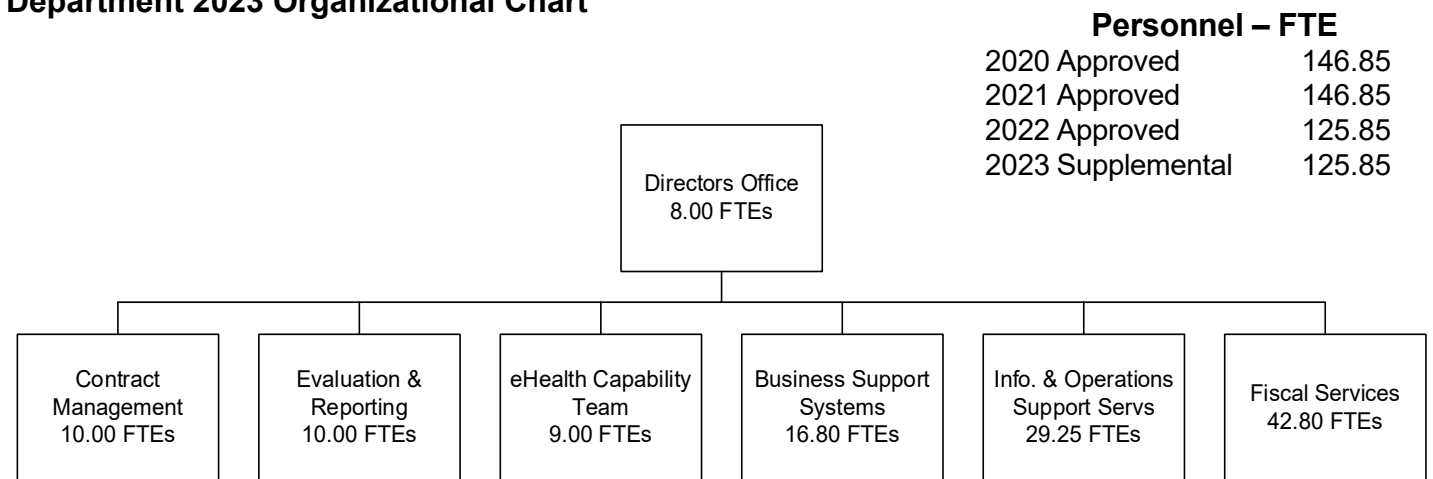 Department 2023 Organizational Chart
Personnel – FTE
2020 Approved 146.85
2021 Approved 146.85
2022 Approved 125.85
2023 Supplemental 125.85
Directors Office
8.00 FTEs
Contract
Management
10.00 FTEs
Evaluation &
Reporting
10.00 FTEs
eHealth Capability
Team
9.00 FTEs
Business Support
Systems
16.80 FTEs
Info. & Operations
Support Servs
29.25 FTEs
Fiscal Services
42.80 FTEs